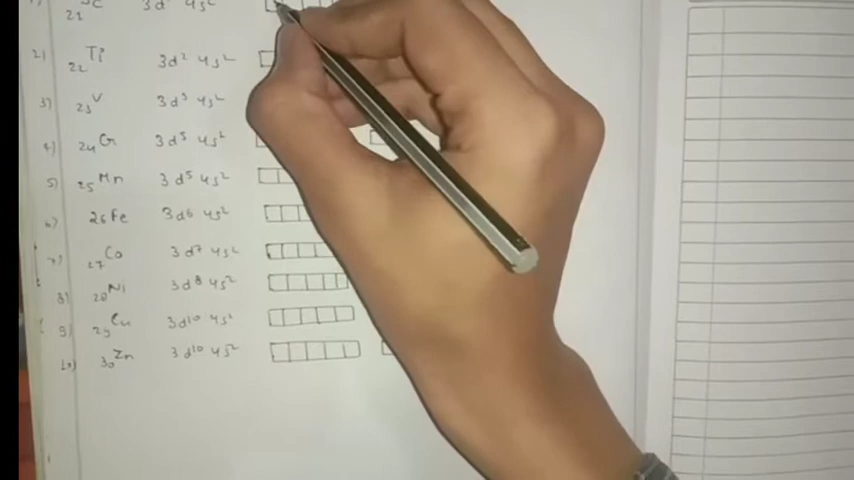 21Sc 3d¹ 4s²
2) 22Ti 3d² 4s²
3) 23V 3d³ 4s²
4) 24Cr 3d⁵ 4s¹
5) 25Mn 3d⁵ 4s²
6) 26Fe 3d⁶ 4s²
7) 27Co 3d⁷ 4s²
8) 28Ni 3d⁸ 4s²
9) 29Cu 3d¹⁰ 4s¹
10) 30Zn 3d¹⁰ 4s²